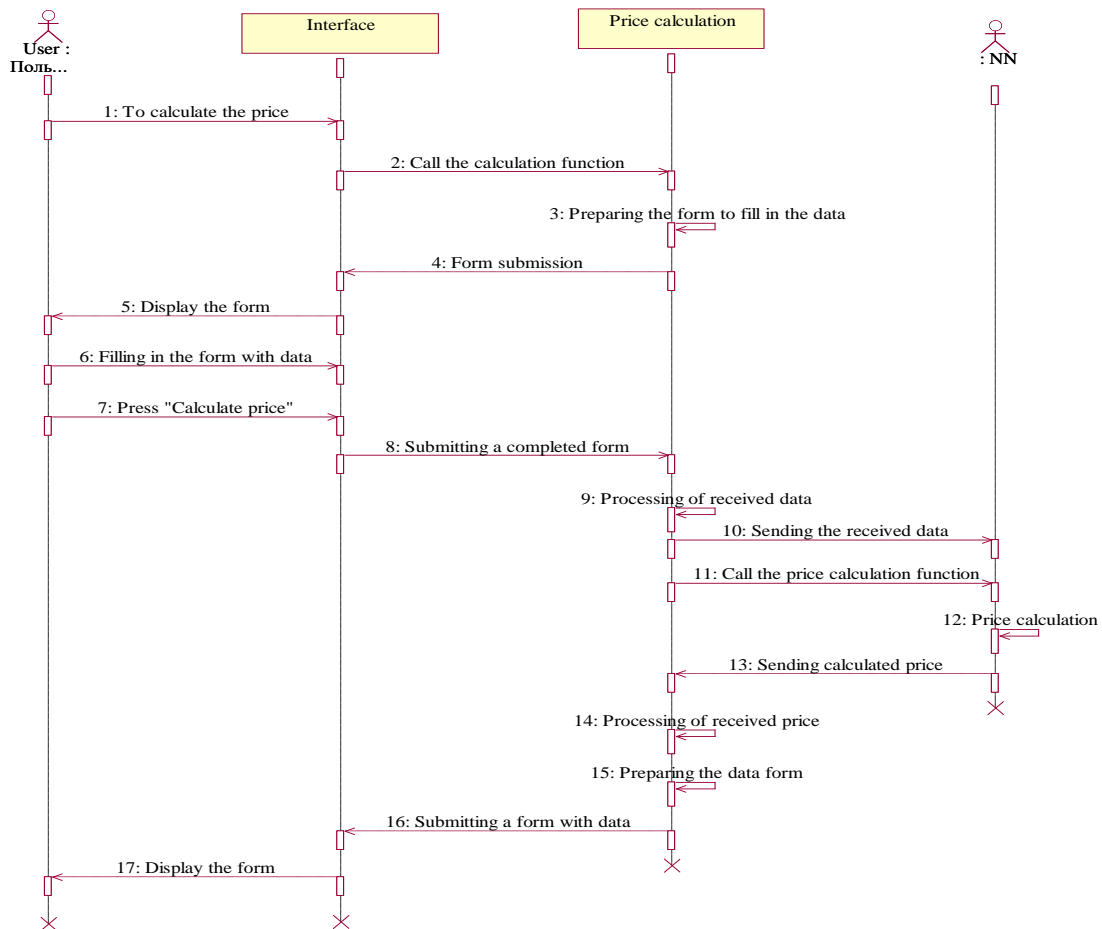 User :
Поль...
Interface
Price calculation
: NN
1: To calculate the price
2: Call the calculation function
3: Preparing the form to fill in the data
4: Form submission
5: Display the form
6: Filling in the form with data
7: Press "Calculate price"
8: Submitting a completed form
9: Processing of received data
10: Sending the received data
11: Call the price calculation function
12: Price calculation
13: Sending calculated price
14: Processing of received price
15: Preparing the data form
16: Submitting a form with data
17: Display the form